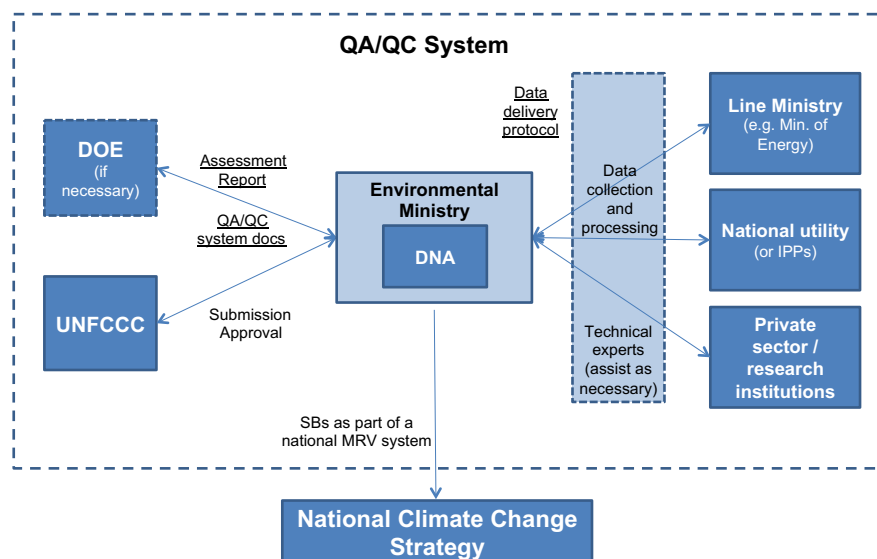 QA/QC System
DOE
(if
necessary)
Assessment
Report
QA/QC
system docs
UNFCCC
Submission
Approval
Environmental
Ministry
DNA
Data
delivery
protocol
Data
collection
and
processing
Technical
experts
(assist as
necessary)
Line Ministry
(e.g. Min. of
Energy)
National utility
(or IPPs)
Private
sector /
research
institutions
SBs as part of a
national MRV system
National Climate Change
Strategy